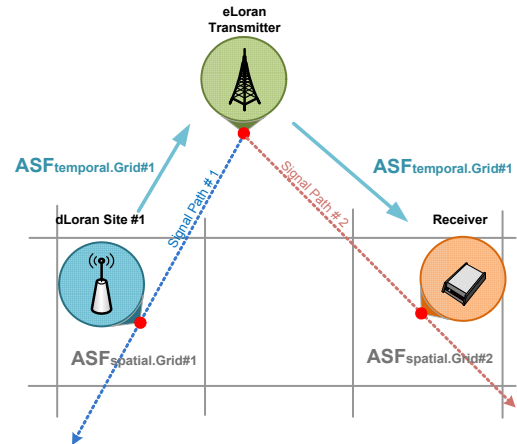 eLoran
Transmitter
ASFtemporal.Grid#1
ASFtemporal.Grid#1
Signal Path # 1
Signal Path # 2
dLoran Site #1
Receiver
ASFspatial.Grid#1
ASFspatial.Grid#2